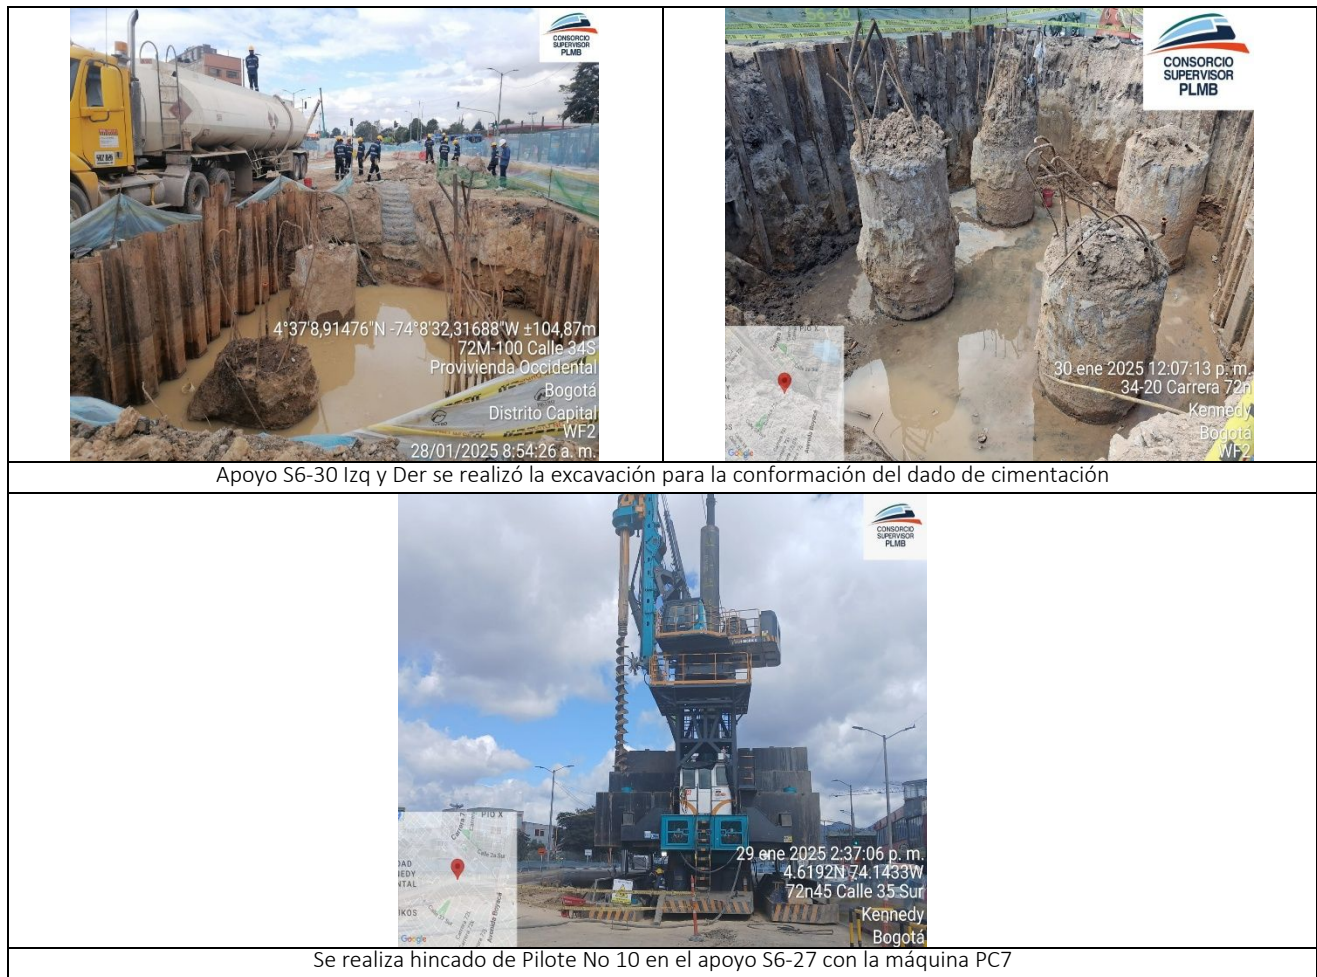 CONSORCIO
SUPERVISOR
PLMB
4°37'8,91476"N -74°8'32,31688"W ±104,87m
72M-100 Calle 34S
Provivienda Occidental
Bogotá
Distrito Capital
WF2
28/01/2025 8:54:26 a. m.
CONSORCIO
SUPERVISOR
PLMB
PIO X
Google
30 ene 2025 12:07:13 p. m.
34-20 Carrera 72n
Kennedy
Bogotá
WF2
Apoyo S6-30 Izq y Der se realizó la excavación para la conformación del dado de cimentación
CONSORCIO
SUPERVISOR
PLMB
PIO X
Google
29 ene 2025 2:37:06 p. m.
4.6192N 74.1433W
72n45 Calle 35 Sur
Kennedy
Bogotá
Se realiza hincado de Pilote No 10 en el apoyo S6-27 con la máquina PC7